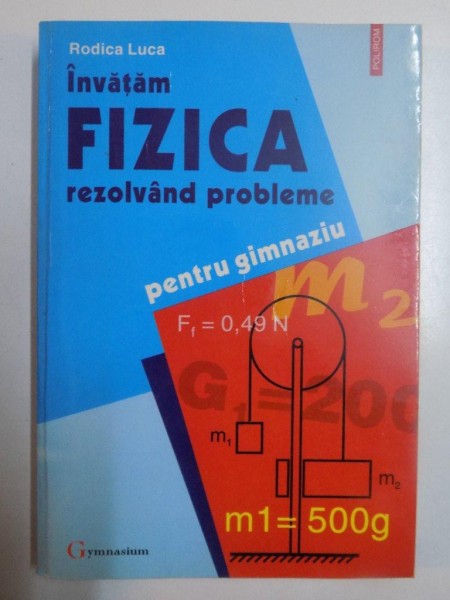 Rodica Luca
POLIROM
Învățăm
FIZICA
rezolvând probleme
pentru gimnaziu
m2
Ff = 0,49 N
G1=200
m1
m2
m1= 500g
Gymnasium